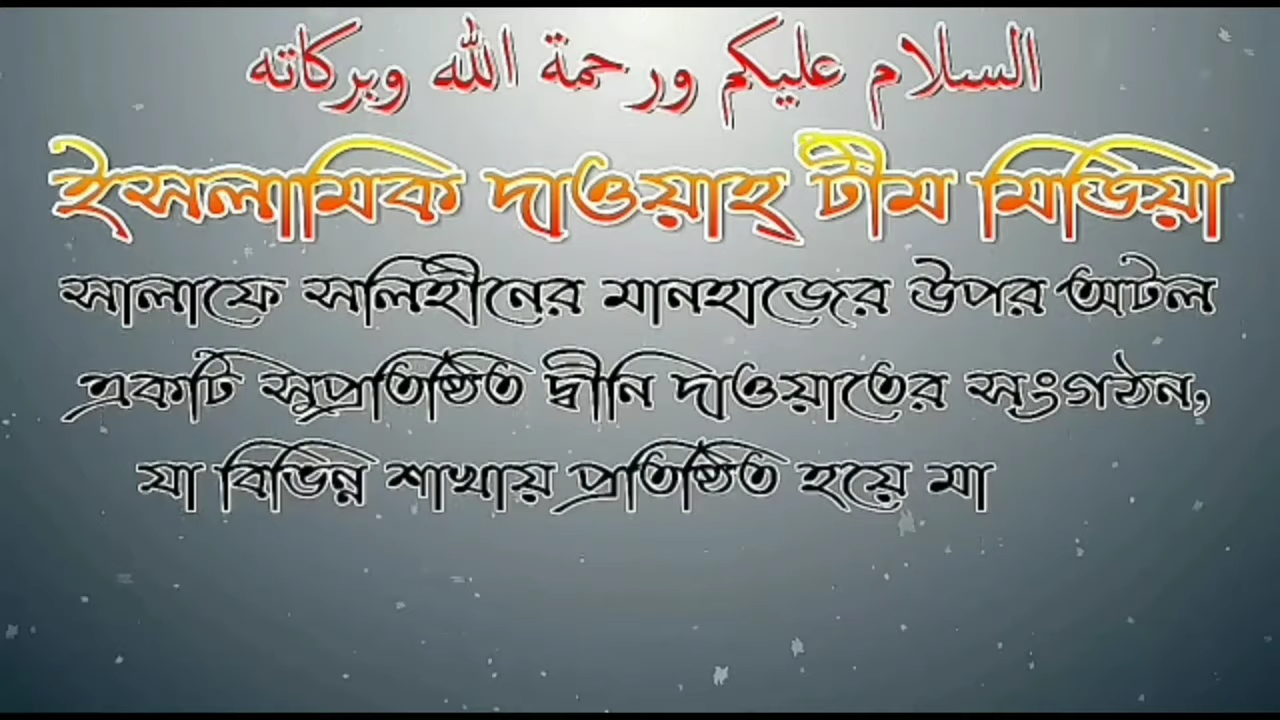 السلام عليكم ورحمة الله وبركاته
ইসলামিক দাওয়াহ্ টীম মিডিয়া
সালাফে সলিহীনের মানহাজের উপর অটল
একটি সুপ্রতিষ্ঠিত দ্বীনি দাওয়াতের সংগঠন,
যা বিভিন্ন শাখায় প্রতিষ্ঠিত হয়ে মা